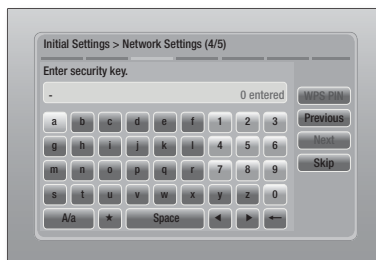 Initial Settings > Network Settings (4/5)
Enter security key.
- 0 entered
WPS PIN
a b c d e f 1 2 3 Previous
g h i j k l 4 5 6 Next
m n o p q r 7 8 9 Skip
s t u v w x y z 0
A/a ★ Space ◀ ▶ ←